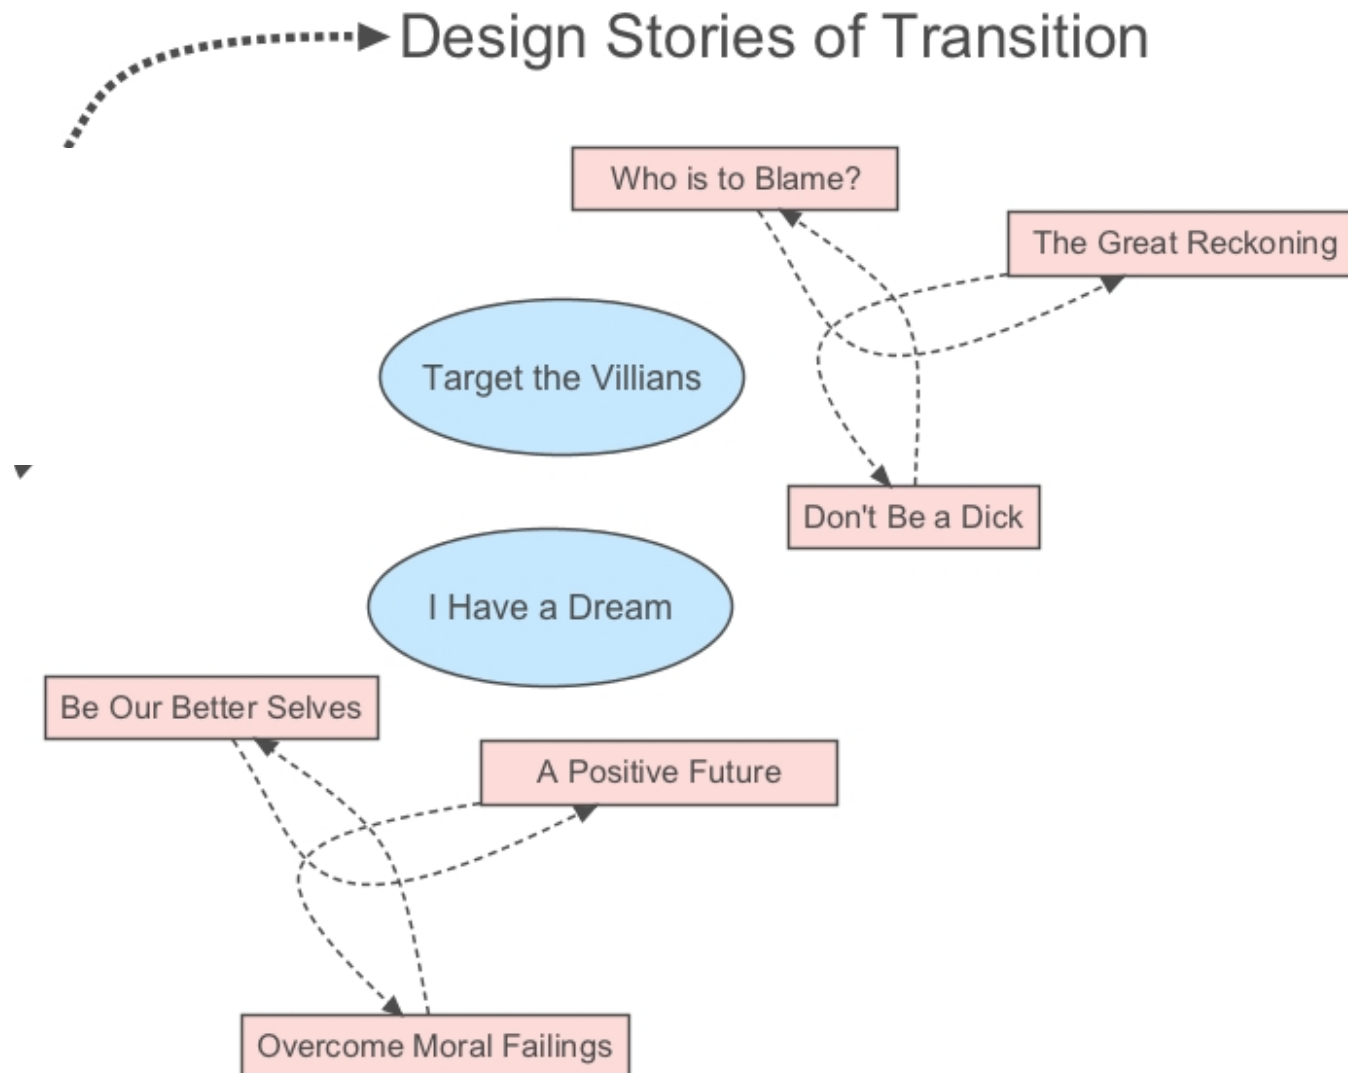 Design Stories of Transition
Who is to Blame?
The Great Reckoning
Target the Villians
Don't Be a Dick
I Have a Dream
Be Our Better Selves
A Positive Future
Overcome Moral Failings